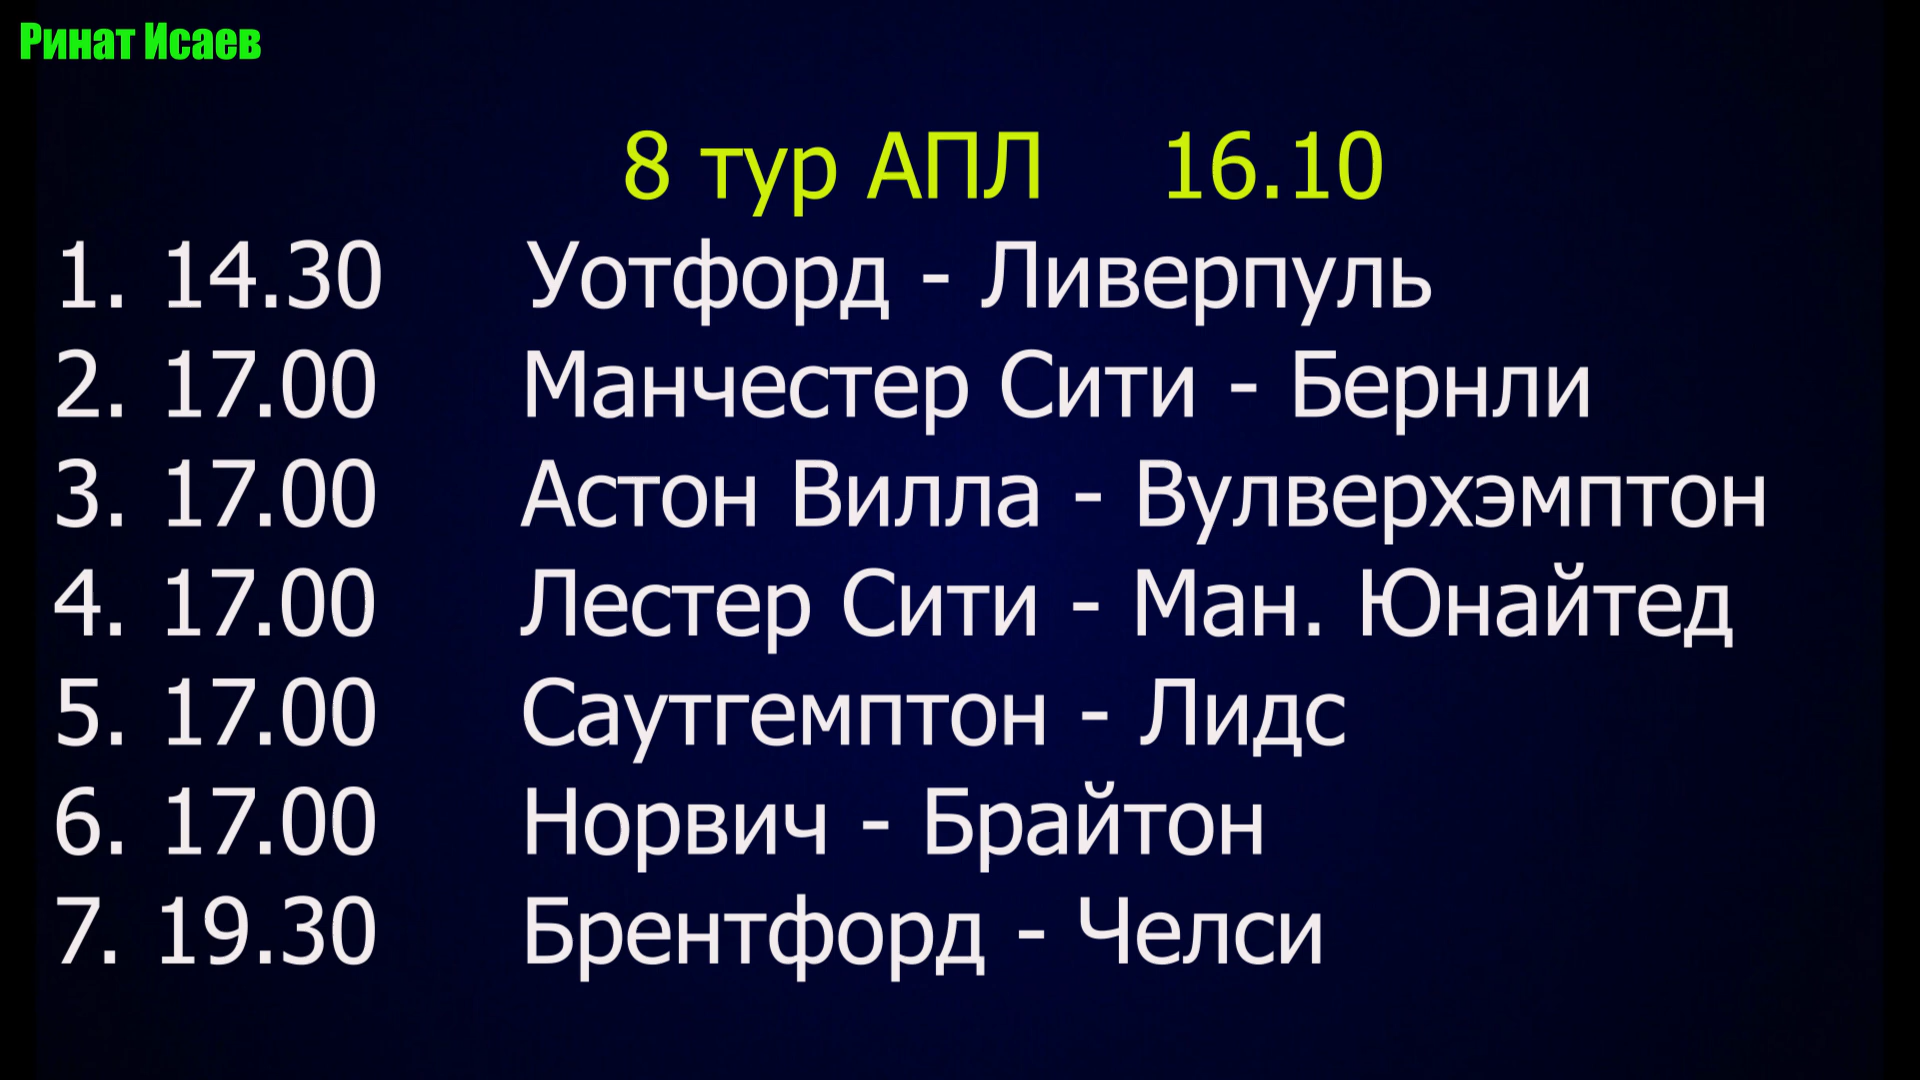 Ринат Исаев
8 тур АПЛ 16.10
1. 14.30 Уотфорд - Ливерпуль
2. 17.00 Манчестер Сити - Бернли
3. 17.00 Астон Вилла - Вулверхэмптон
4. 17.00 Лестер Сити - Ман. Юнайтед
5. 17.00 Саутгемптон - Лидс
6. 17.00 Норвич - Брайтон
7. 19.30 Брентфорд - Челси